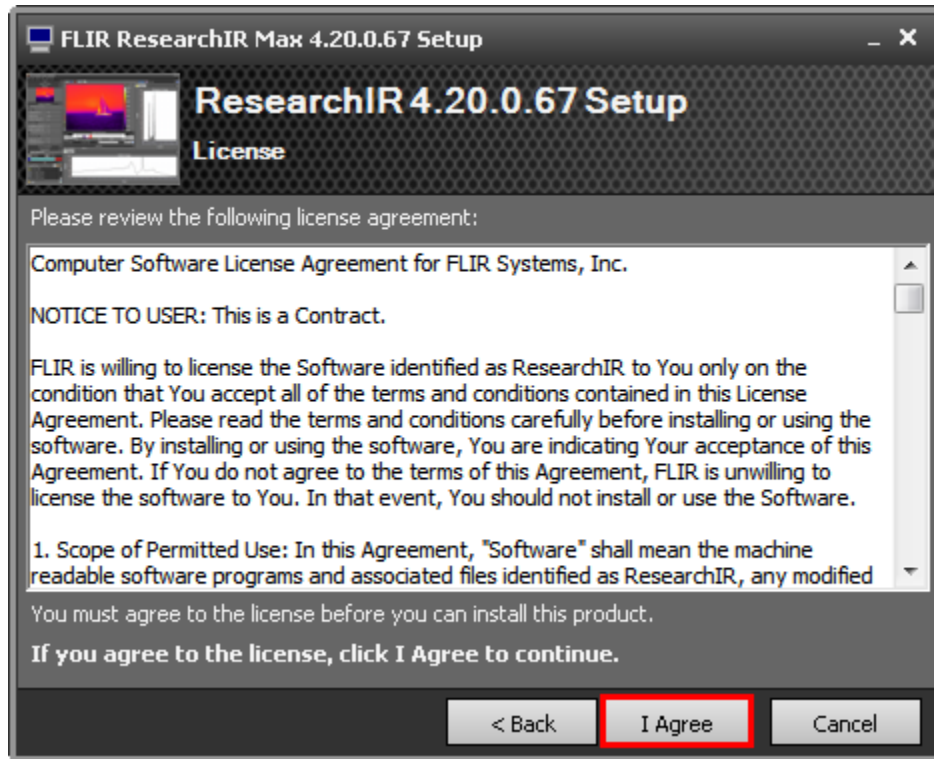 FLIR ResearchIR Max 4.20.0.67 Setup
ResearchIR 4.20.0.67 Setup
License
Please review the following license agreement:
Computer Software License Agreement for FLIR Systems, Inc.
NOTICE TO USER: This is a Contract.
FLIR is willing to license the Software identified as ResearchIR to You only on the
condition that You accept all of the terms and conditions contained in this License
Agreement. Please read the terms and conditions carefully before installing or using the
software. By installing or using the software, You are indicating Your acceptance of this
Agreement. If You do not agree to the terms of this Agreement, FLIR is unwilling to
license the software to You. In that event, You should not install or use the Software.
1. Scope of Permitted Use: In this Agreement, "Software" shall mean the machine
readable software programs and associated files identified as ResearchIR, any modified
You must agree to the license before you can install this product.
If you agree to the license, click I Agree to continue.
< Back
I Agree
Cancel